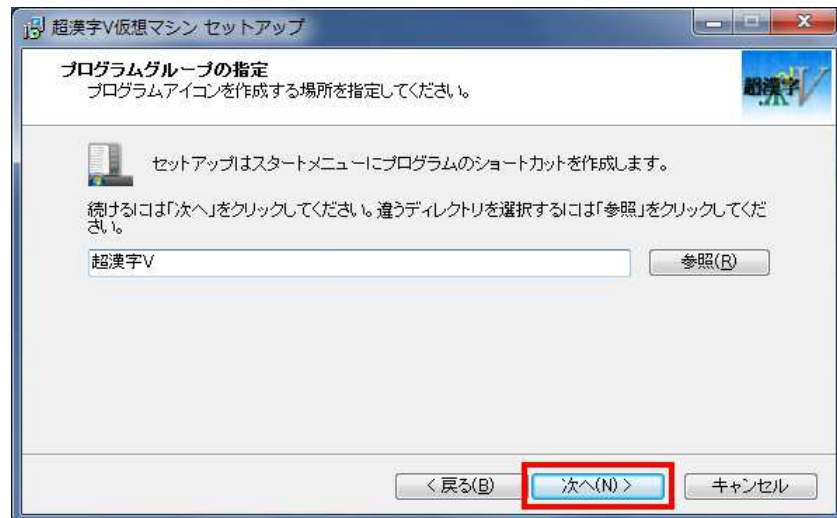 超漢字V仮想マシン セットアップ
プログラムグループの指定
プログラムアイコンを作成する場所を指定してください。
超漢字V
セットアップはスタートメニューにプログラムのショートカットを作成します。
続けるには「次へ」をクリックしてください。違うディレクトリを選択するには「参照」をクリックしてくだ
さい。
超漢字V
参照(R)
< 戻る(B)
次へ(N) >
キャンセル